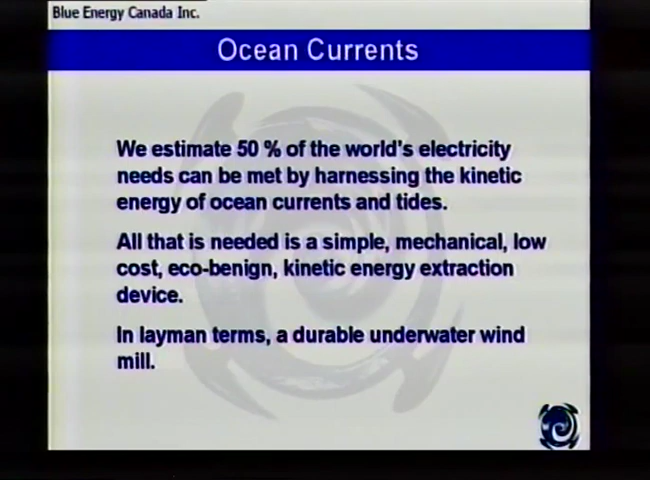 Blue Energy Canada Inc.
Ocean Currents
We estimate 50 % of the world's electricity
needs can be met by harnessing the kinetic
energy of ocean currents and tides.
All that is needed is a simple, mechanical, low
cost, eco-benign, kinetic energy extraction
device.
In layman terms, a durable underwater wind
mill.